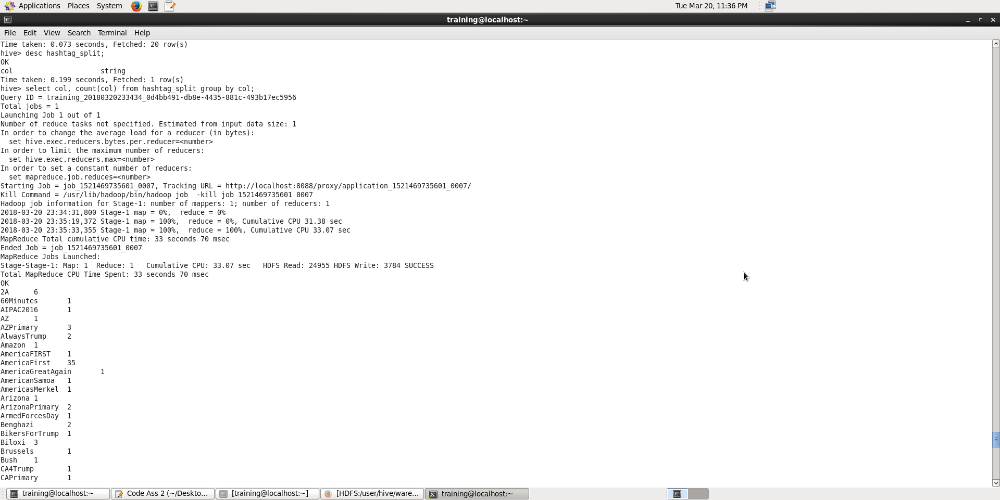 Applications Places System Tue Mar 20, 11:36 PM
training@localhost:~
File Edit View Search Terminal Help
Time taken: 0.073 seconds, Fetched: 20 row(s)
hive> desc hashtag_split;
OK
col                     string
Time taken: 0.199 seconds, Fetched: 1 row(s)
hive> select col, count(col) from hashtag_split group by col;
Query ID = training_20180320233434_0d4bb491-db8e-4435-881c-493b17ec5956
Total jobs = 1
Launching Job 1 out of 1
Number of reduce tasks not specified. Estimated from input data size: 1
In order to change the average load for a reducer (in bytes):
  set hive.exec.reducers.bytes.per.reducer=<number>
In order to limit the maximum number of reducers:
  set hive.exec.reducers.max=<number>
In order to set a constant number of reducers:
  set mapreduce.job.reduces=<number>
Starting Job = job_1521469735601_0007, Tracking URL = http://localhost:8088/proxy/application_1521469735601_0007/
Kill Command = /usr/lib/hadoop/bin/hadoop job  -kill job_1521469735601_0007
Hadoop job information for Stage-1: number of mappers: 1; number of reducers: 1
2018-03-20 23:34:31,800 Stage-1 map = 0%,  reduce = 0%
2018-03-20 23:35:19,372 Stage-1 map = 100%,  reduce = 0%, Cumulative CPU 31.38 sec
2018-03-20 23:35:33,355 Stage-1 map = 100%,  reduce = 100%, Cumulative CPU 33.07 sec
MapReduce Total cumulative CPU time: 33 seconds 70 msec
Ended Job = job_1521469735601_0007
MapReduce Jobs Launched:
Stage-Stage-1: Map: 1  Reduce: 1   Cumulative CPU: 33.07 sec   HDFS Read: 24955 HDFS Write: 3784 SUCCESS
Total MapReduce CPU Time Spent: 33 seconds 70 msec
OK
2A      6
60Minutes       1
AIPAC2016       1
AZ      1
AZPrimary       3
AlwaysTrump     2
Amazon  1
AmericaFIRST    1
AmericaFirst    35
AmericaGreatAgain       1
AmericanSamoa   1
AmericasMerkel  1
Arizona 1
ArizonaPrimary  2
ArmedForcesDay  1
Benghazi        2
BikersForTrump  1
Biloxi  3
Brussels        1
Bush    1
CA4Trump        1
CAPrimary       1
training@localhost:~ Code Ass 2 (~/Deskto... [training@localhost:~] [HDFS:/user/hive/ware... training@localhost:~